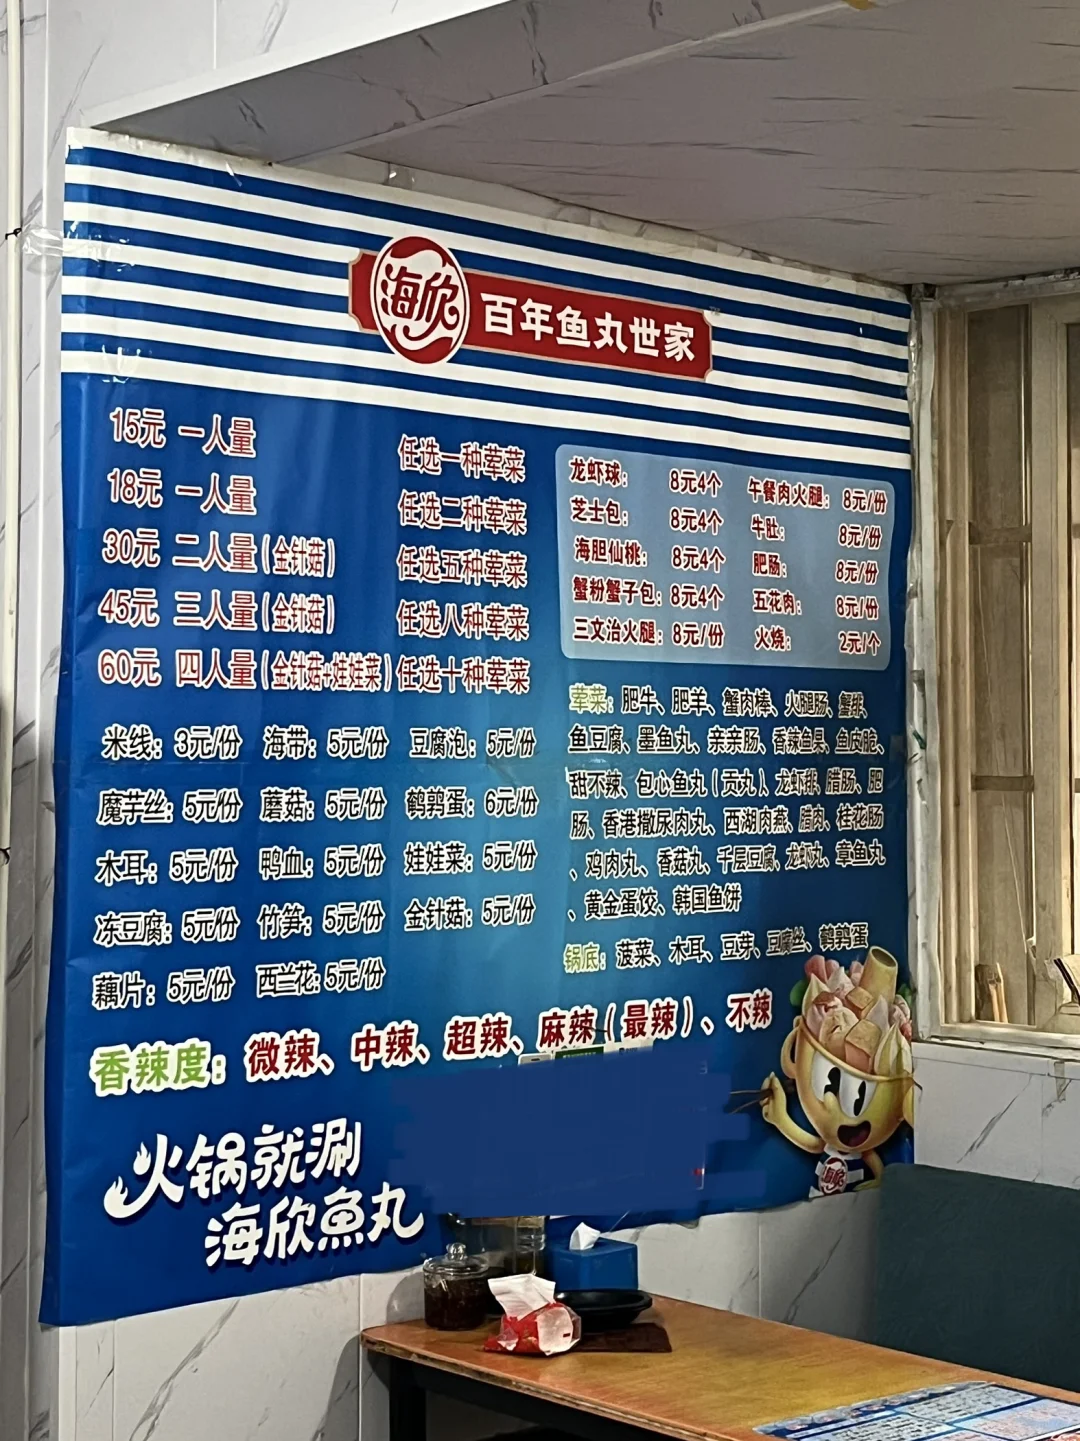 海欣 百年鱼丸世家
15元 一人量 任选一种荤菜
18元 一人量 任选二种荤菜
30元 二人量(金针菇) 任选五种荤菜
45元 三人量(金针菇) 任选八种荤菜
60元 四人量(金针菇+娃娃菜) 任选十种荤菜
米线：3元/份 海带：5元/份 豆腐泡：5元/份
魔芋丝：5元/份 蘑菇：5元/份 鹌鹑蛋：6元/份
木耳：5元/份 鸭血：5元/份 娃娃菜：5元/份
冻豆腐：5元/份 竹笋：5元/份 金针菇：5元/份
藕片：5元/份 西兰花：5元/份
龙虾球：8元4个 午餐肉火腿：8元/份
芝士包：8元4个 牛肚：8元/份
海胆仙桃：8元4个 肥肠：8元/份
蟹粉蟹子包：8元4个 五花肉：8元/份
三文治火腿：8元/份 火烧：2元/个
荤菜：肥牛、肥羊、蟹肉棒、火腿肠、蟹排、
鱼豆腐、墨鱼丸、亲亲肠、香辣鱼果、鱼皮脆、
甜不辣、包心鱼丸(贡丸)、龙虾排、腊肠、肥
肠、香港撒尿肉丸、西湖肉燕、腊肉、桂花肠
、鸡肉丸、香菇丸、千层豆腐、龙虾丸、章鱼丸
、黄金蛋饺、韩国鱼饼
锅底：菠菜、木耳、豆芽、豆腐丝、鹌鹑蛋
香辣度：微辣、中辣、超辣、麻辣(最辣)、不辣
火锅就涮
海欣魚丸
海欣